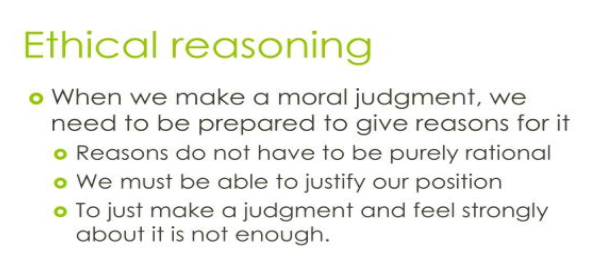 Ethical reasoning
When we make a moral judgment, we
need to be prepared to give reasons for it
Reasons do not have to be purely rational
We must be able to justify our position
To just make a judgment and feel strongly
about it is not enough.